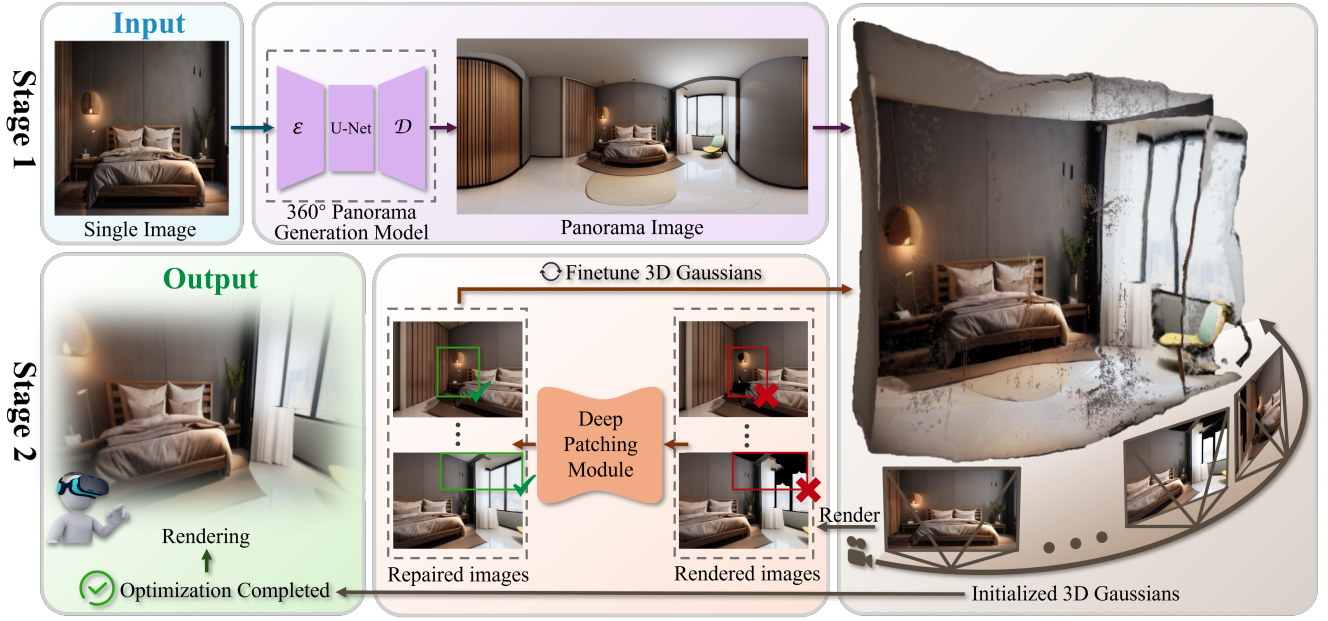 Stage 1
Input
Single Image
ε
U-Net
D
360° Panorama
Generation Model
Panorama Image
Stage 2
Output
Rendering
Optimization Completed
Finetune 3D Gaussians
Repaired images
Deep
Patching
Module
Rendered images
Render
Initialized 3D Gaussians